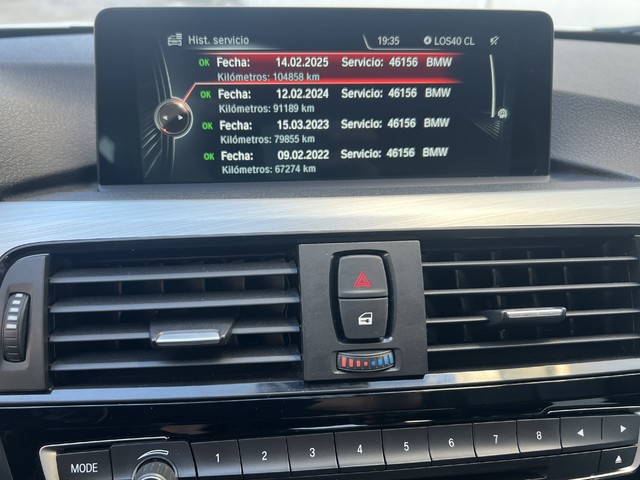 Hist. servicio 19:35 LOS40 CL
OK Fecha: 14.02.2025 Servicio: 46156 BMW
Kilómetros: 104858 km
OK Fecha: 12.02.2024 Servicio: 46156 BMW
Kilómetros: 91189 km
OK Fecha: 15.03.2023 Servicio: 46156 BMW
Kilómetros: 79855 km
OK Fecha: 09.02.2022 Servicio: 46156 BMW
Kilómetros: 67274 km
MODE 1 2 3 4 5 6 7 8